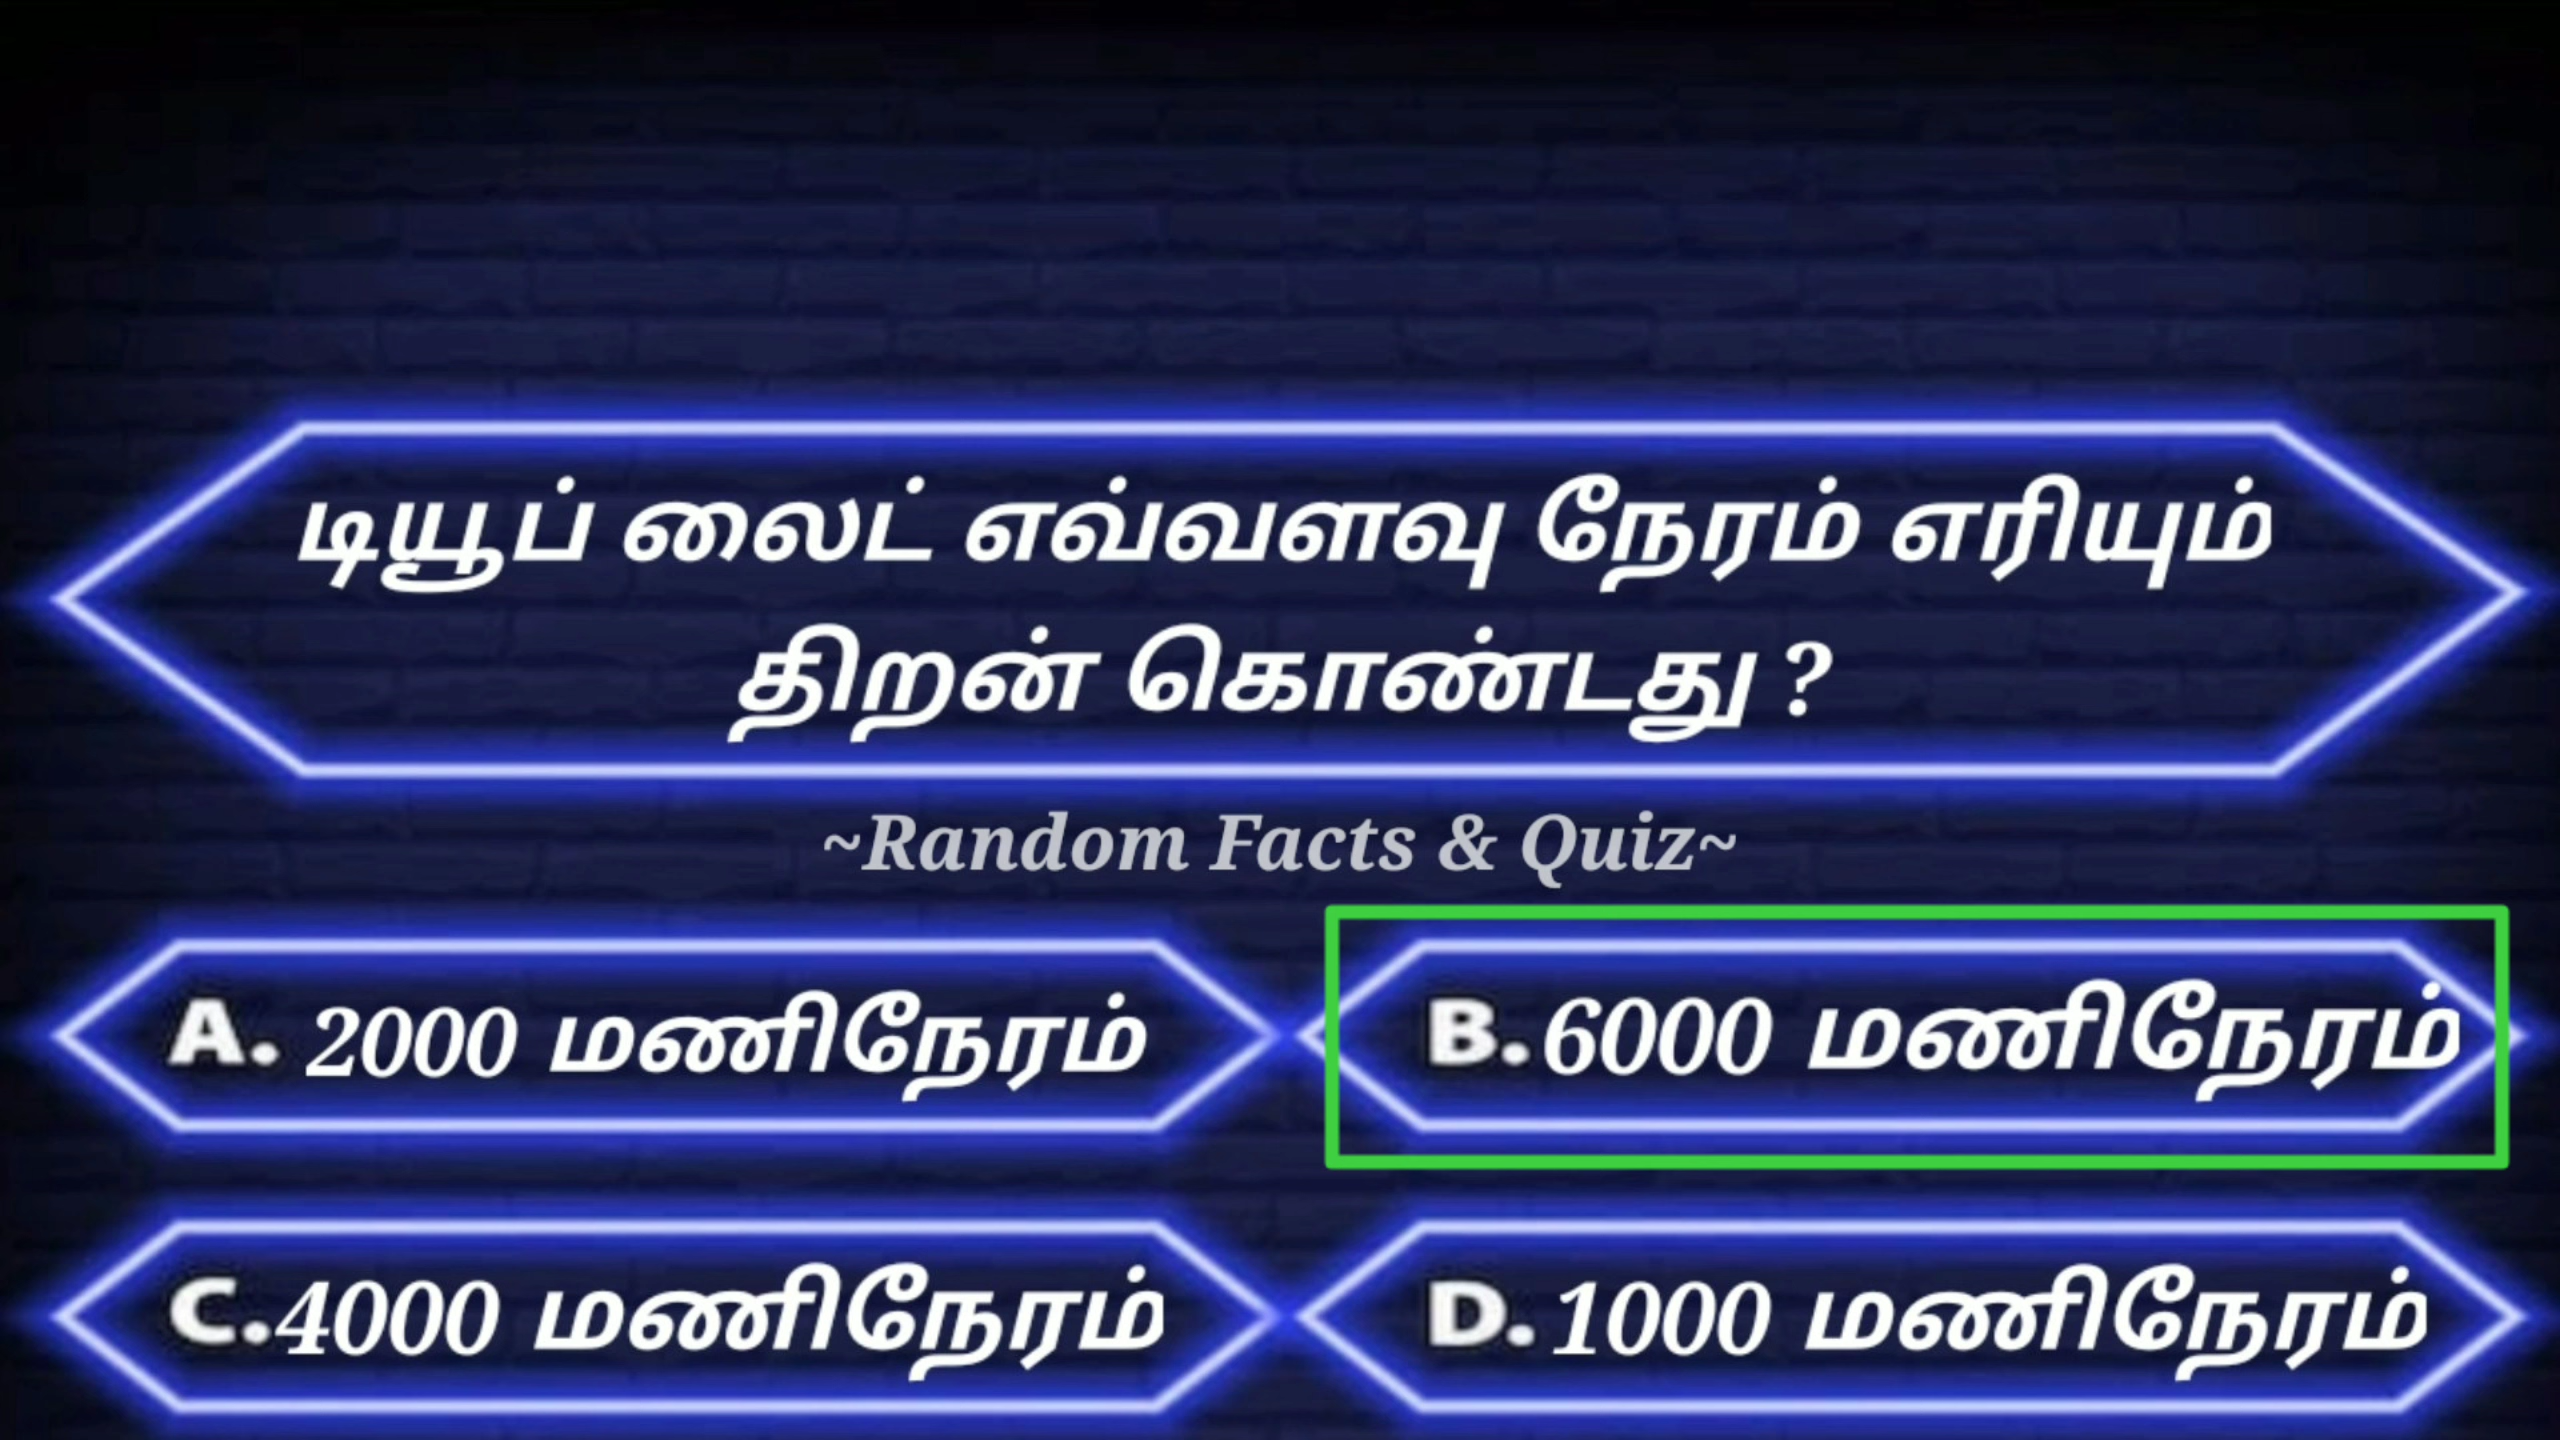 டியூப் லைட் எவ்வளவு நேரம் எரியும்
திறன் கொண்டது ?
~Random Facts & Quiz~
A. 2000 மணிநேரம்
B. 6000 மணிநேரம்
C. 4000 மணிநேரம்
D. 1000 மணிநேரம்